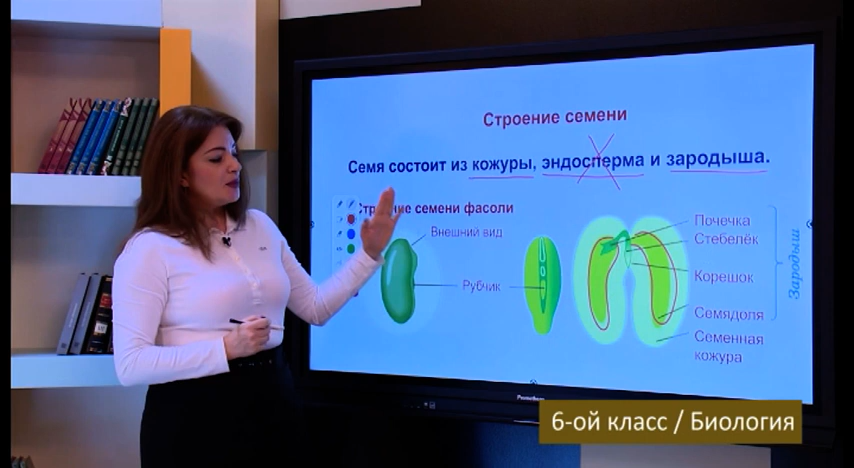 Строение семени
Семя состоит из кожуры, эндосперма и зародыша.
Строение семени фасоли
Внешний вид
Рубчик
Почечка
Стебелёк
Корешок
Семядоля
Семенная
кожура
Зародыш
6-ой класс / Биология